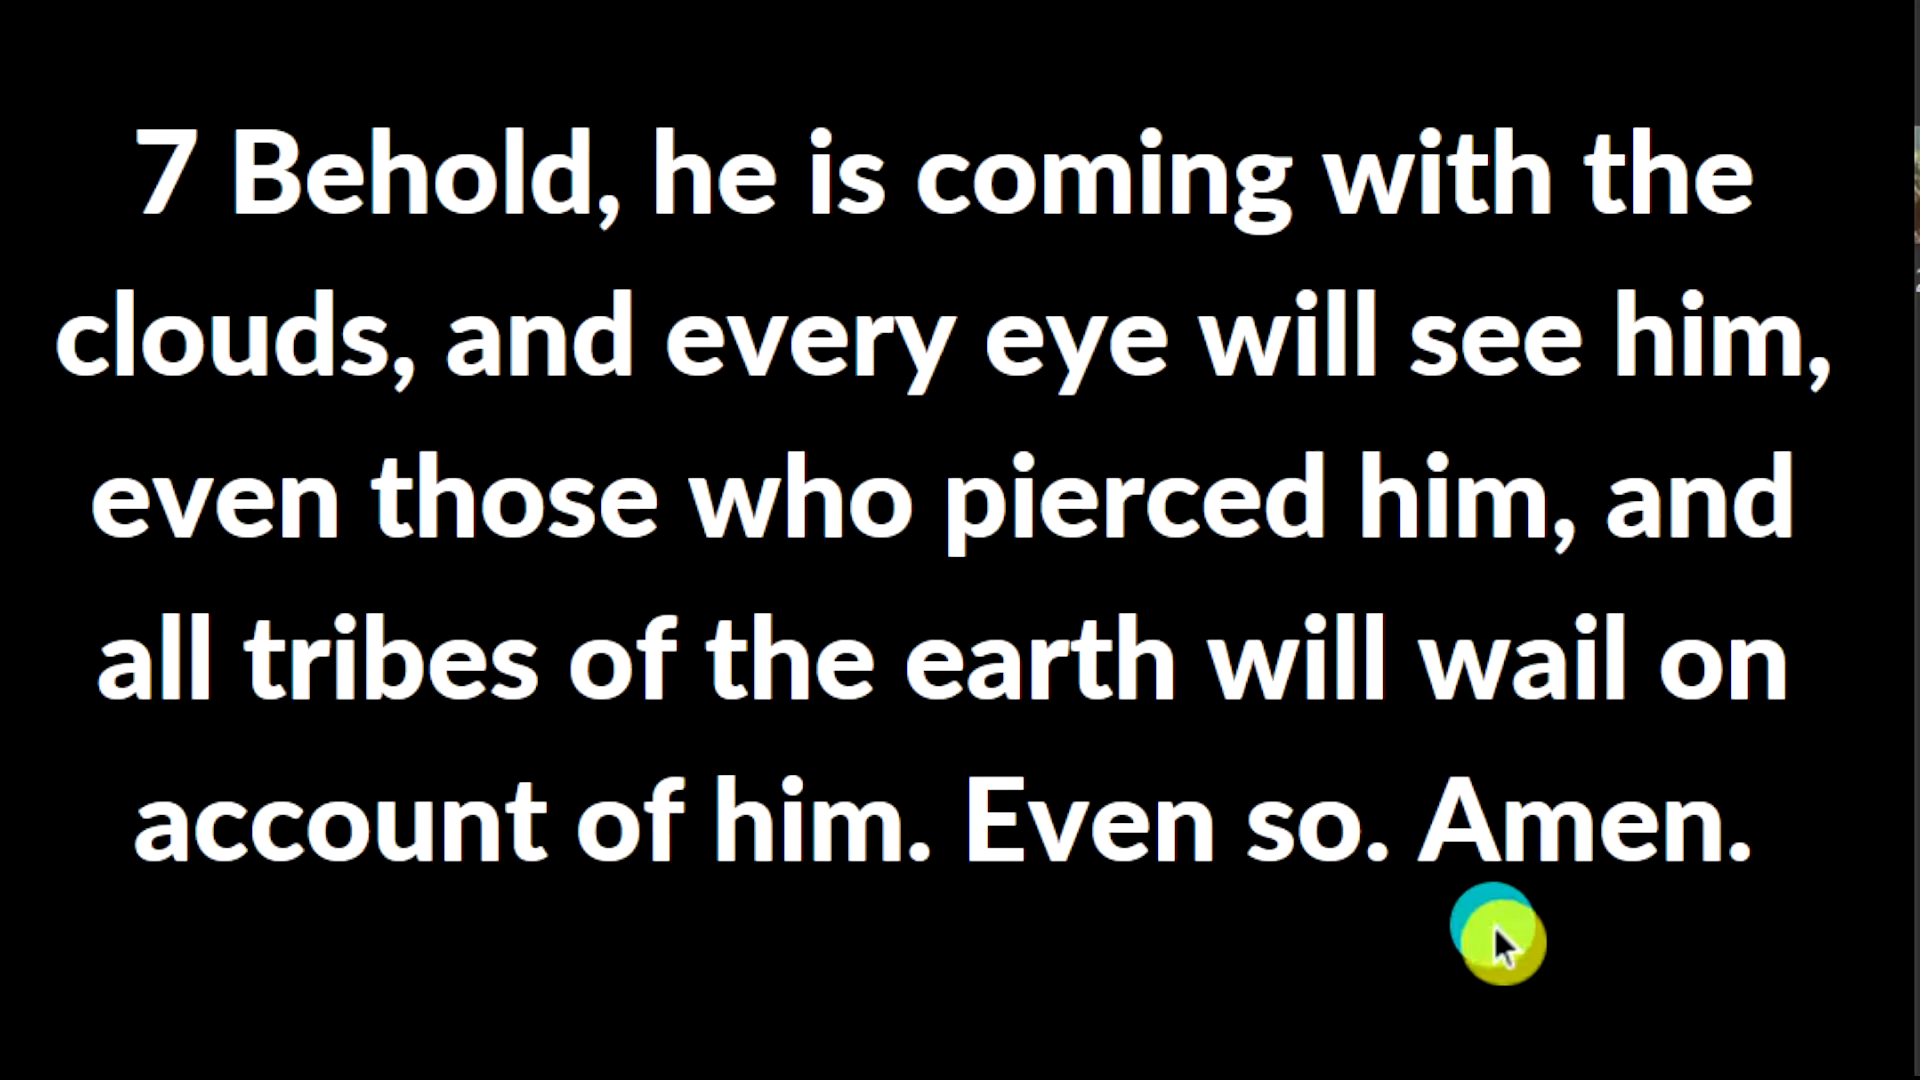 7 Behold, he is coming with the
clouds, and every eye will see him,
even those who pierced him, and
all tribes of the earth will wail on
account of him. Even so. Amen.